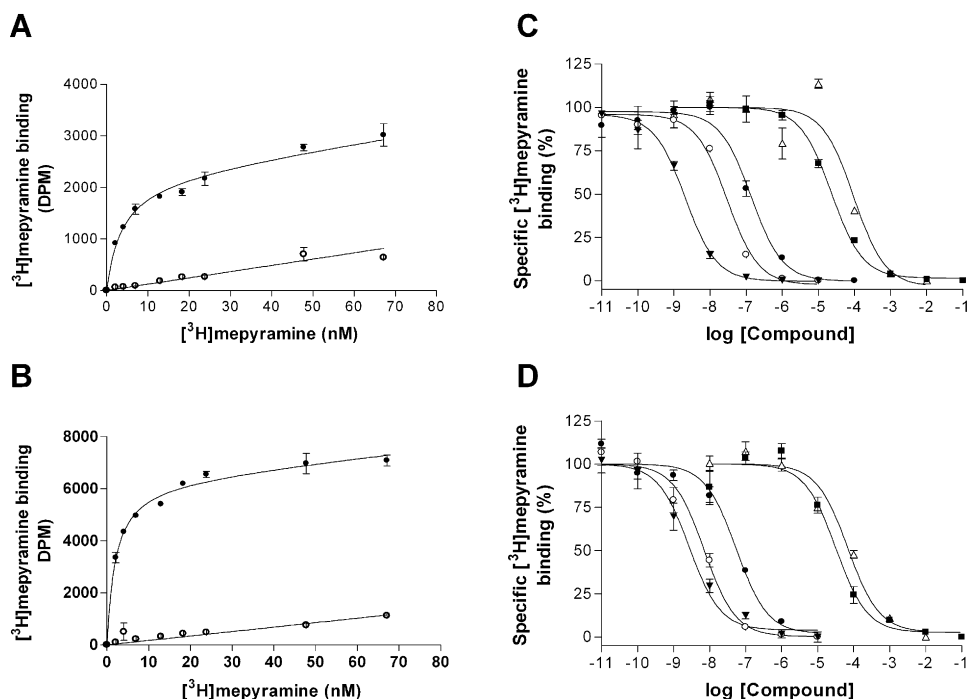 A
[³H]mepyramine binding
(DPM)
4000
3000
2000
1000
0
0 10 20 30 40 50 60 70 80
[³H]mepyramine (nM)
B
[³H]mepyramine binding
DPM)
8000
6000
4000
2000
0
0 10 20 30 40 50 60 70 80
[³H]mepyramine (nM)
C
Specific [³H]mepyramine
binding (%)
125
100
75
50
25
0
-11 -10 -9 -8 -7 -6 -5 -4 -3 -2 -1
log [Compound]
D
Specific [³H]mepyramine
binding (%)
125
100
75
50
25
0
-11 -10 -9 -8 -7 -6 -5 -4 -3 -2 -1
log [Compound]